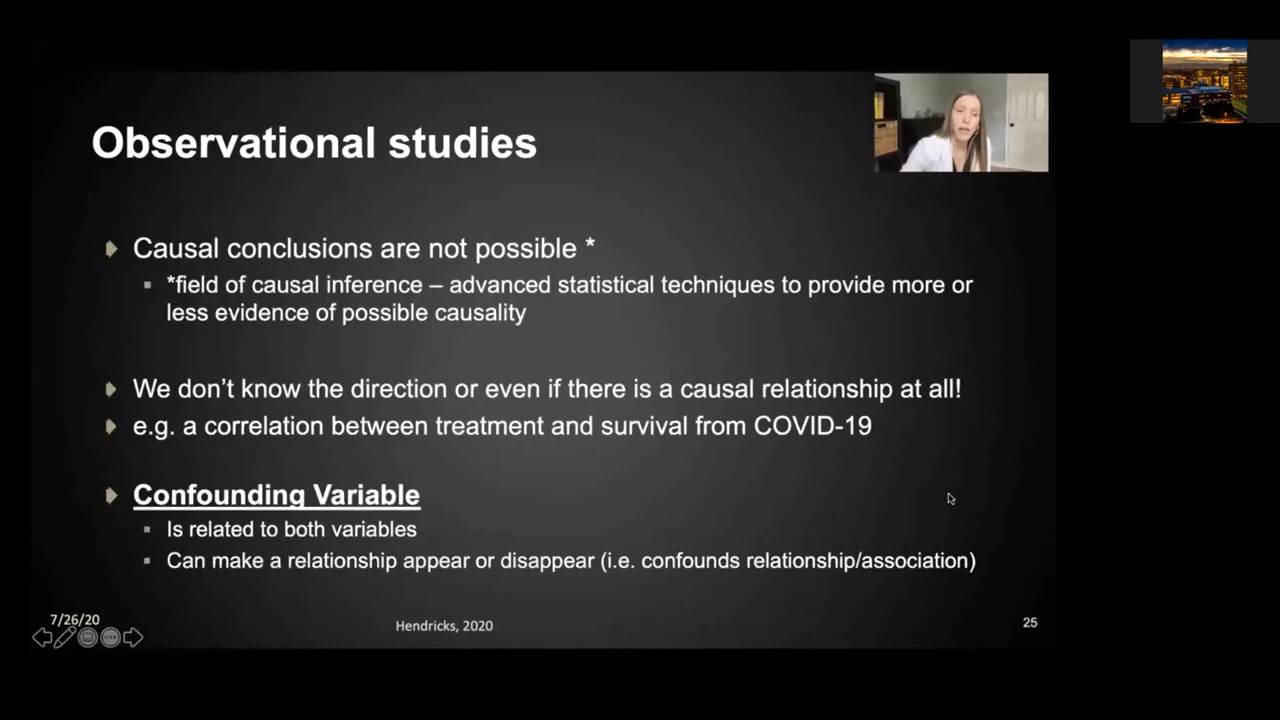 Observational studies
Causal conclusions are not possible *
*field of causal inference – advanced statistical techniques to provide more or
less evidence of possible causality
We don’t know the direction or even if there is a causal relationship at all!
e.g. a correlation between treatment and survival from COVID-19
Confounding Variable
Is related to both variables
Can make a relationship appear or disappear (i.e. confounds relationship/association)
7/26/20
Hendricks, 2020
25